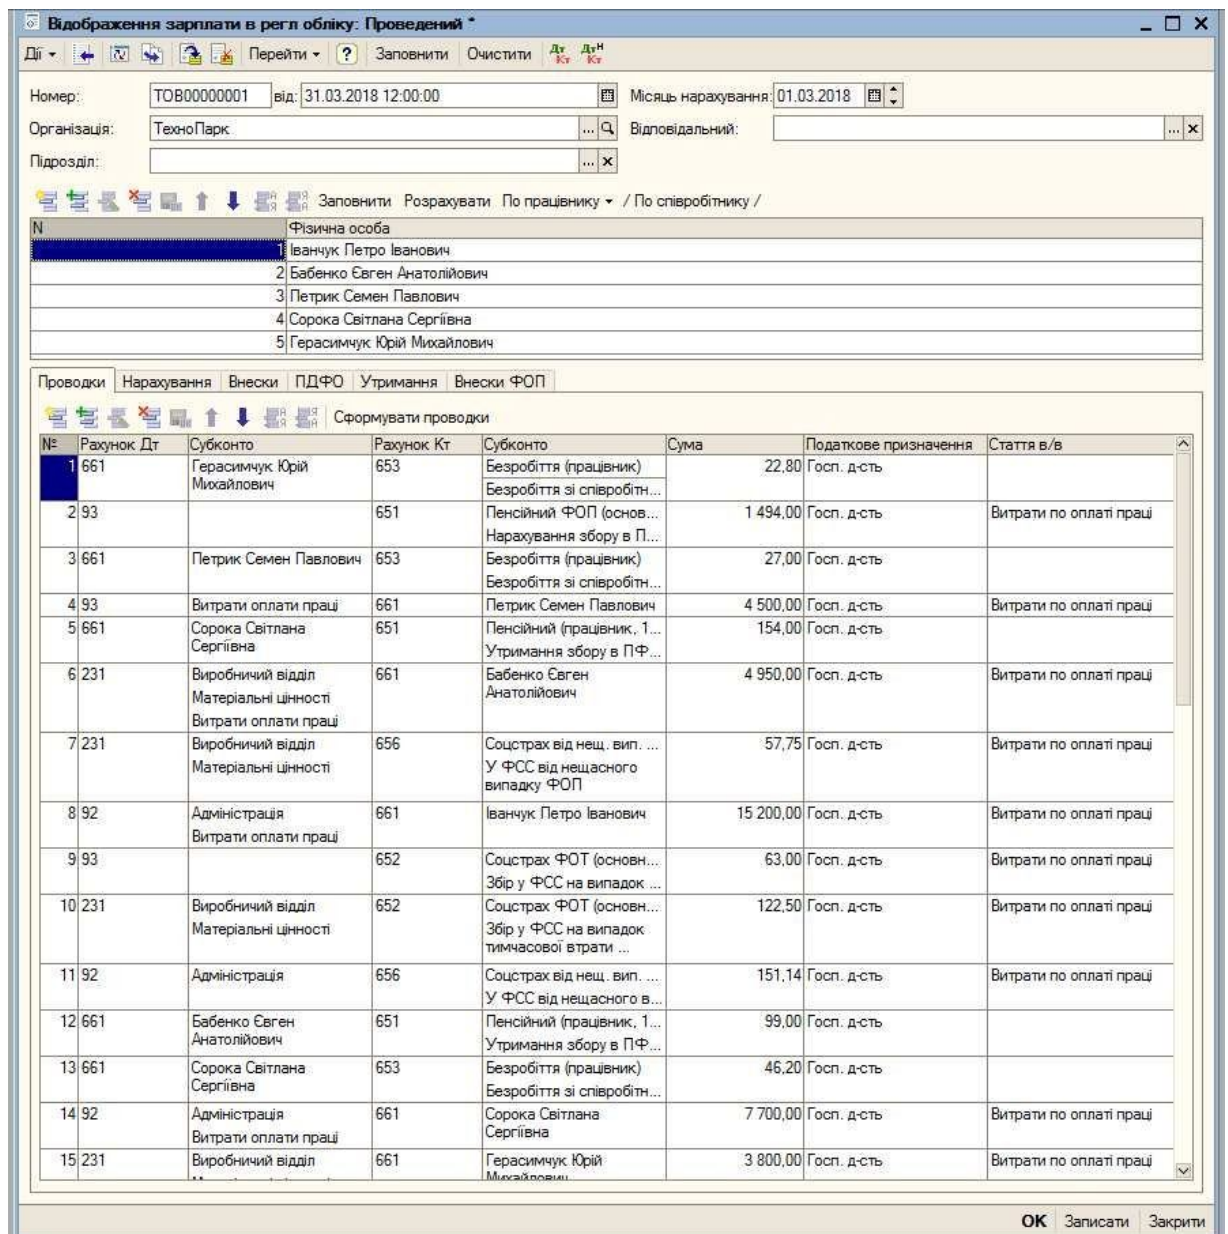 Відображення зарплати в регл обліку: Проведений *
Дії Перейти ? Заповнити Очистити Дт Кт Дт Н Кт
Номер: ТОВ00000001 від: 31.03.2018 12:00:00 Місяць нарахування: 01.03.2018
Організація: ТехноПарк ... Відповідальний: ... x
Підрозділ: ... x
Заповнити Розрахувати По працівнику / По співробітнику /
N Фізична особа
1 Іванчук Петро Іванович
2 Бабенко Євген Анатолійович
3 Петрик Семен Павлович
4 Сорока Світлана Сергіївна
5 Герасимчук Юрій Михайлович
Проводки Нарахування Внески ПДФО Утримання Внески ФОП
Сформувати проводки
№ Рахунок Дт Субконто Рахунок Кт Субконто Сума Податкове призначення Стаття в/в
1 661 Герасимчук Юрій 653 Безробіття (працівник) 22,80 Госп. д-сть
Михайлович Безробіття зі співробітн...
2 93 651 Пенсійний ФОП (основ... 1 494,00 Госп. д-сть Витрати по оплаті праці
Нарахування збору в П...
3 661 Петрик Семен Павлович 653 Безробіття (працівник) 27,00 Госп. д-сть
Безробіття зі співробітн...
4 93 Витрати оплати праці 661 Петрик Семен Павлович 4 500,00 Госп. д-сть Витрати по оплаті праці
5 661 Сорока Світлана 651 Пенсійний (працівник, 1... 154,00 Госп. д-сть
Сергіївна Утримання збору в ПФ...
6 231 Виробничий відділ 661 Бабенко Євген 4 950,00 Госп. д-сть Витрати по оплаті праці
Матеріальні цінності Анатолійович
Витрати оплати праці
7 231 Виробничий відділ 656 Соцстрах від нещ. вип. ... 57,75 Госп. д-сть Витрати по оплаті праці
Матеріальні цінності У ФСС від нещасного
випадку ФОП
8 92 Адміністрація 661 Іванчук Петро Іванович 15 200,00 Госп. д-сть Витрати по оплаті праці
Витрати оплати праці
9 93 652 Соцстрах ФОТ (основн... 63,00 Госп. д-сть Витрати по оплаті праці
Збір у ФСС на випадок ...
10 231 Виробничий відділ 652 Соцстрах ФОТ (основн... 122,50 Госп. д-сть Витрати по оплаті праці
Матеріальні цінності Збір у ФСС на випадок
тимчасової втрати ...
11 92 Адміністрація 656 Соцстрах від нещ. вип. ... 151,14 Госп. д-сть Витрати по оплаті праці
У ФСС від нещасного в...
12 661 Бабенко Євген 651 Пенсійний (працівник, 1... 99,00 Госп. д-сть
Анатолійович Утримання збору в ПФ...
13 661 Сорока Світлана 653 Безробіття (працівник) 46,20 Госп. д-сть
Сергіївна Безробіття зі співробітн...
14 92 Адміністрація 661 Сорока Світлана 7 700,00 Госп. д-сть Витрати по оплаті праці
Витрати оплати праці Сергіївна
15 231 Виробничий відділ 661 Герасимчук Юрій 3 800,00 Госп. д-сть Витрати по оплаті праці
OK Записати Закрити